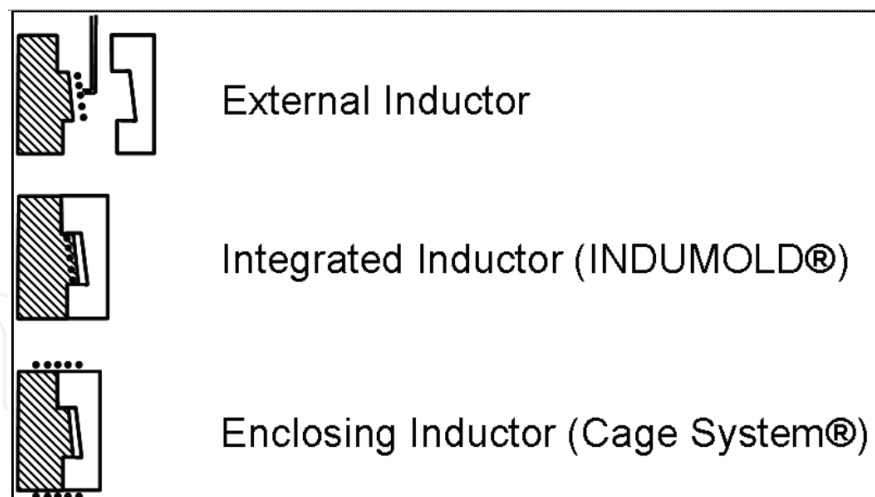 External Inductor
Integrated Inductor (INDUMOLD®)
Enclosing Inductor (Cage System®)